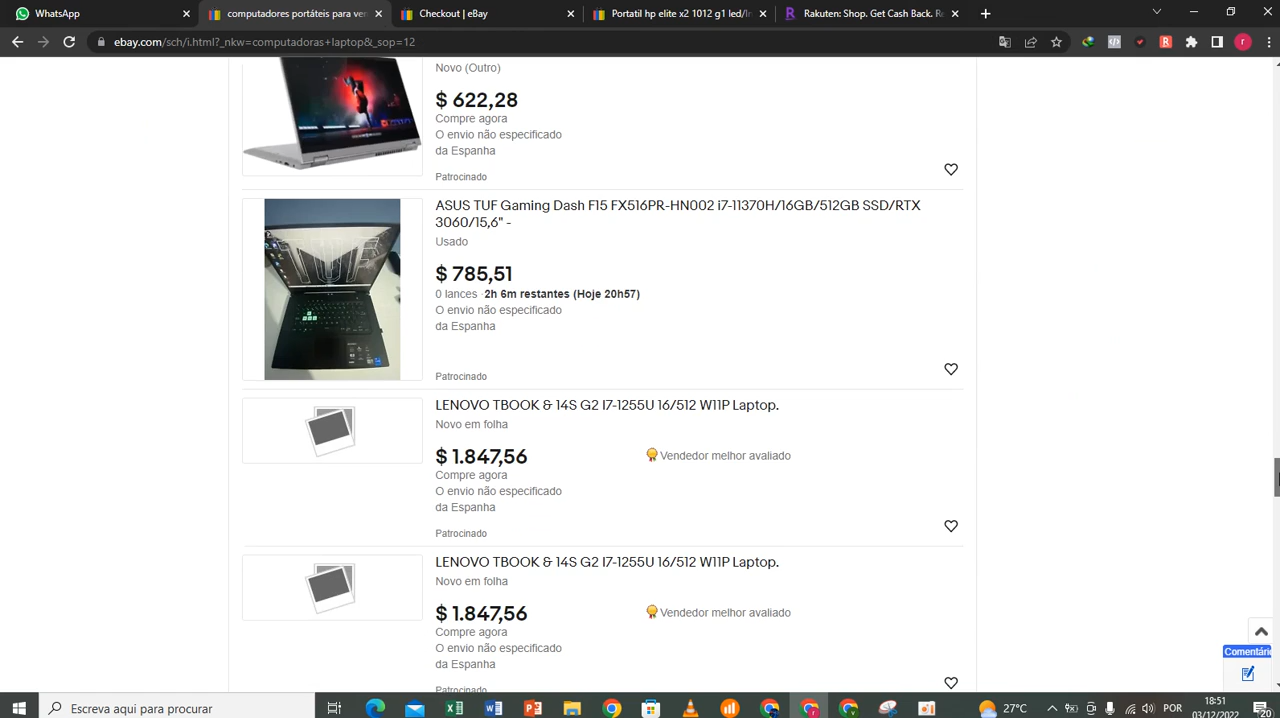 WhatsApp
computadores portáteis para ver
Checkout | eBay
Portatil hp elite x2 1012 g1 led/In
Rakuten: Shop. Get Cash Back. R
ebay.com/sch/i.html?_nkw=computadoras+laptop&_sop=12
Novo (Outro)
$ 622,28
Compre agora
O envio não especificado
da Espanha
Patrocinado
ASUS TUF Gaming Dash F15 FX516PR-HN002 i7-11370H/16GB/512GB SSD/RTX
3060/15,6" -
Usado
$ 785,51
0 lances 2h 6m restantes (Hoje 20h57)
O envio não especificado
da Espanha
Patrocinado
LENOVO TBOOK & 14S G2 I7-1255U 16/512 W11P Laptop.
Novo em folha
$ 1.847,56
Vendedor melhor avaliado
Compre agora
O envio não especificado
da Espanha
Patrocinado
LENOVO TBOOK & 14S G2 I7-1255U 16/512 W11P Laptop.
Novo em folha
$ 1.847,56
Vendedor melhor avaliado
Compre agora
O envio não especificado
da Espanha
Patrocinado
Comentário
Escreva aqui para procurar
27°C
POR
18:51
03/12/2022
20